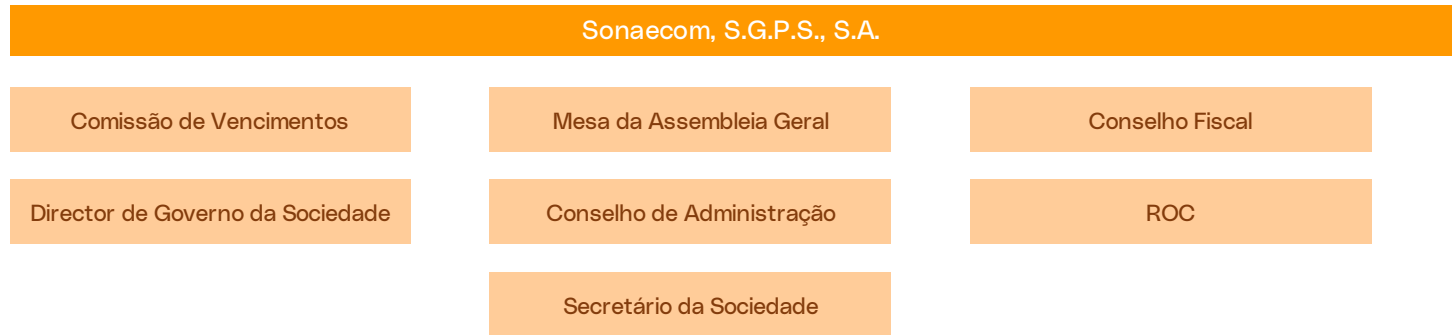 Sonaecom, S.G.P.S., S.A.
Comissão de Vencimentos
Mesa da Assembleia Geral
Conselho Fiscal
Director de Governo da Sociedade
Conselho de Administração
ROC
Secretário da Sociedade